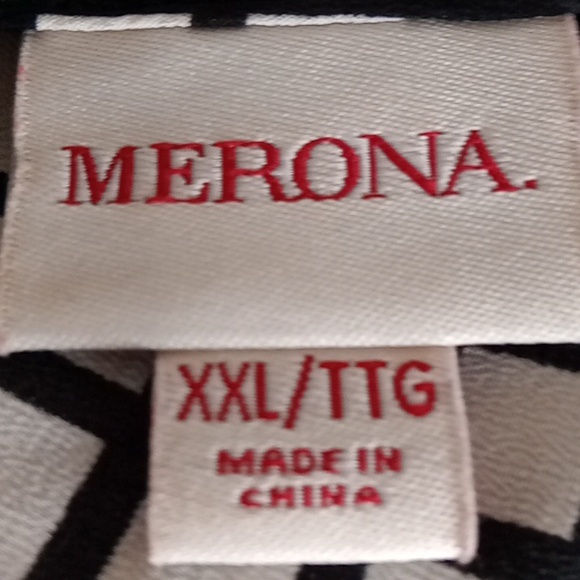 MERONA.
XXL/TTG
MADE IN
CHINA